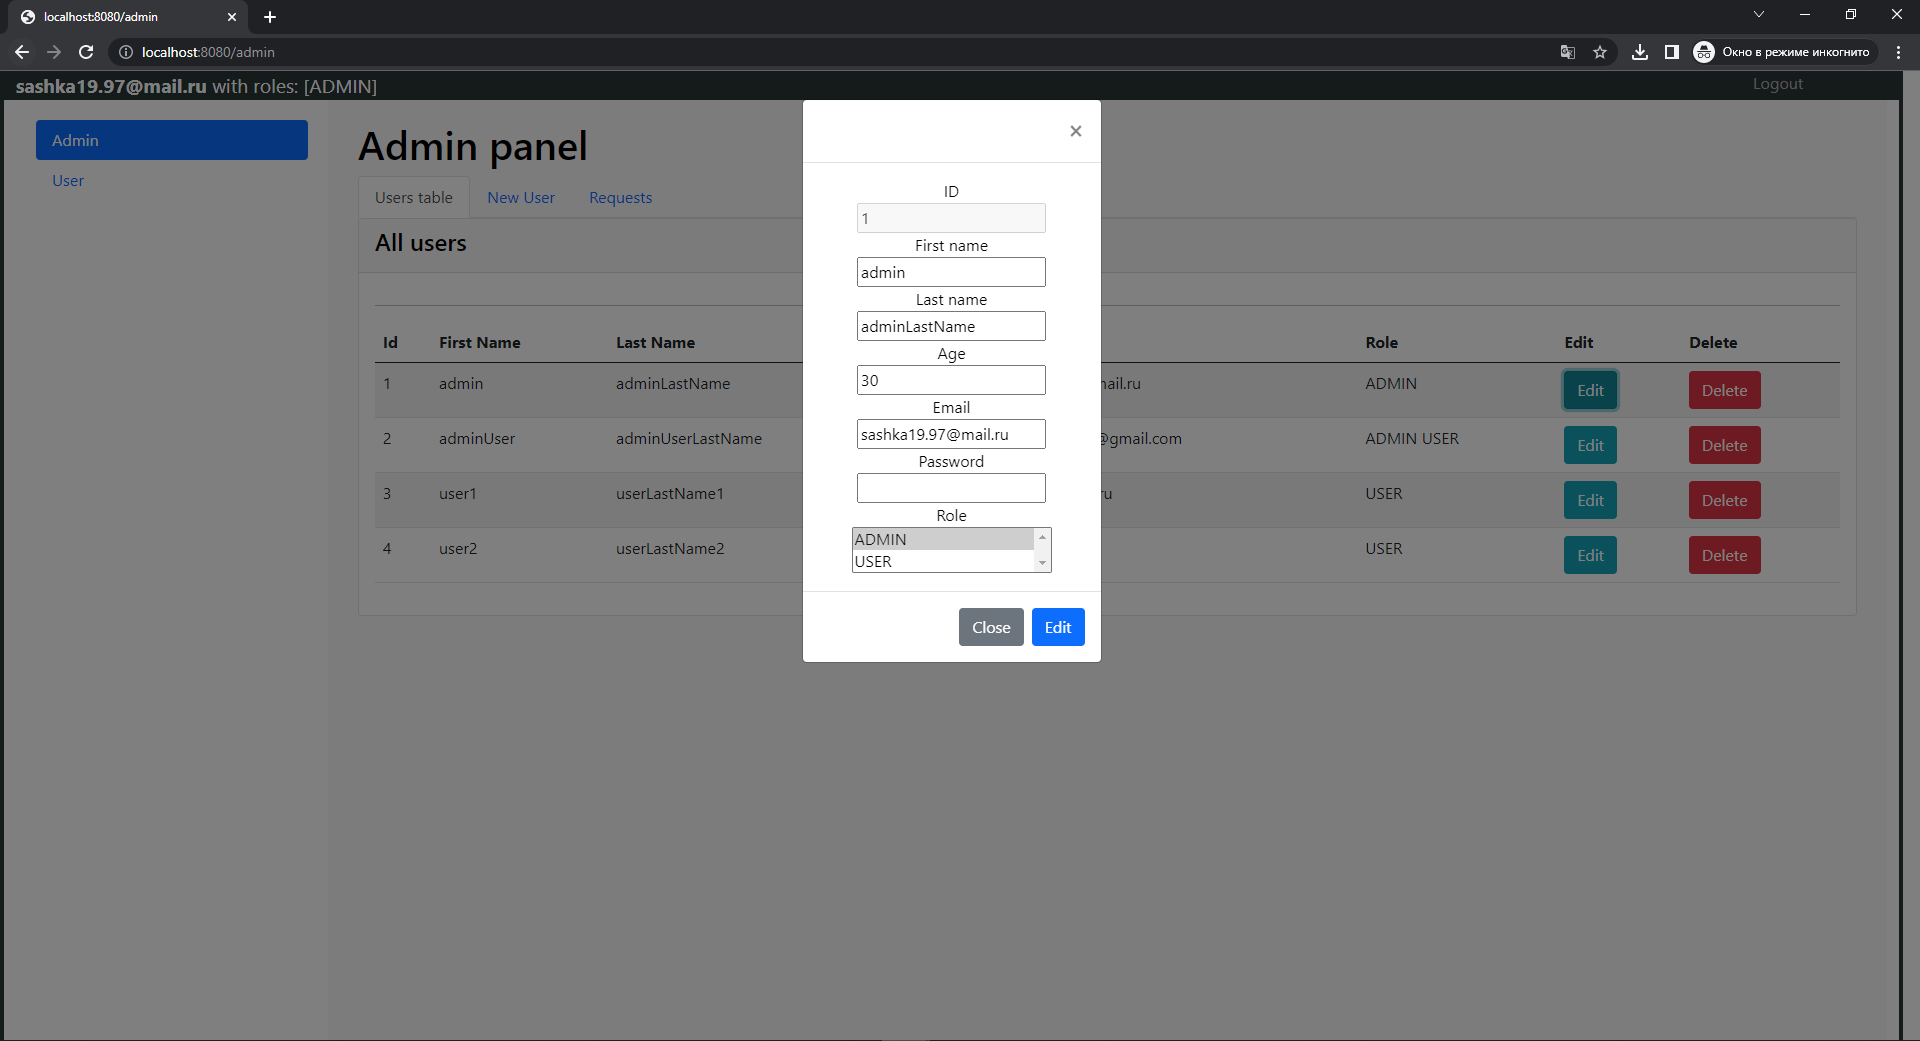 localhost:8080/admin
localhost:8080/admin
Окно в режиме инкогнито
sashka19.97@mail.ru with roles: [ADMIN]
Logout
Admin
User
Admin panel
Users table
New User
Requests
All users
Id First Name Last Name Role Edit Delete
1 admin adminLastName ADMIN Edit Delete
2 adminUser adminUserLastName @gmail.com ADMIN USER Edit Delete
3 user1 userLastName1 USER Edit Delete
4 user2 userLastName2 USER Edit Delete
×
ID
1
First name
admin
Last name
adminLastName
Age
30
Email
sashka19.97@mail.ru
Password
Role
ADMIN
USER
Close Edit